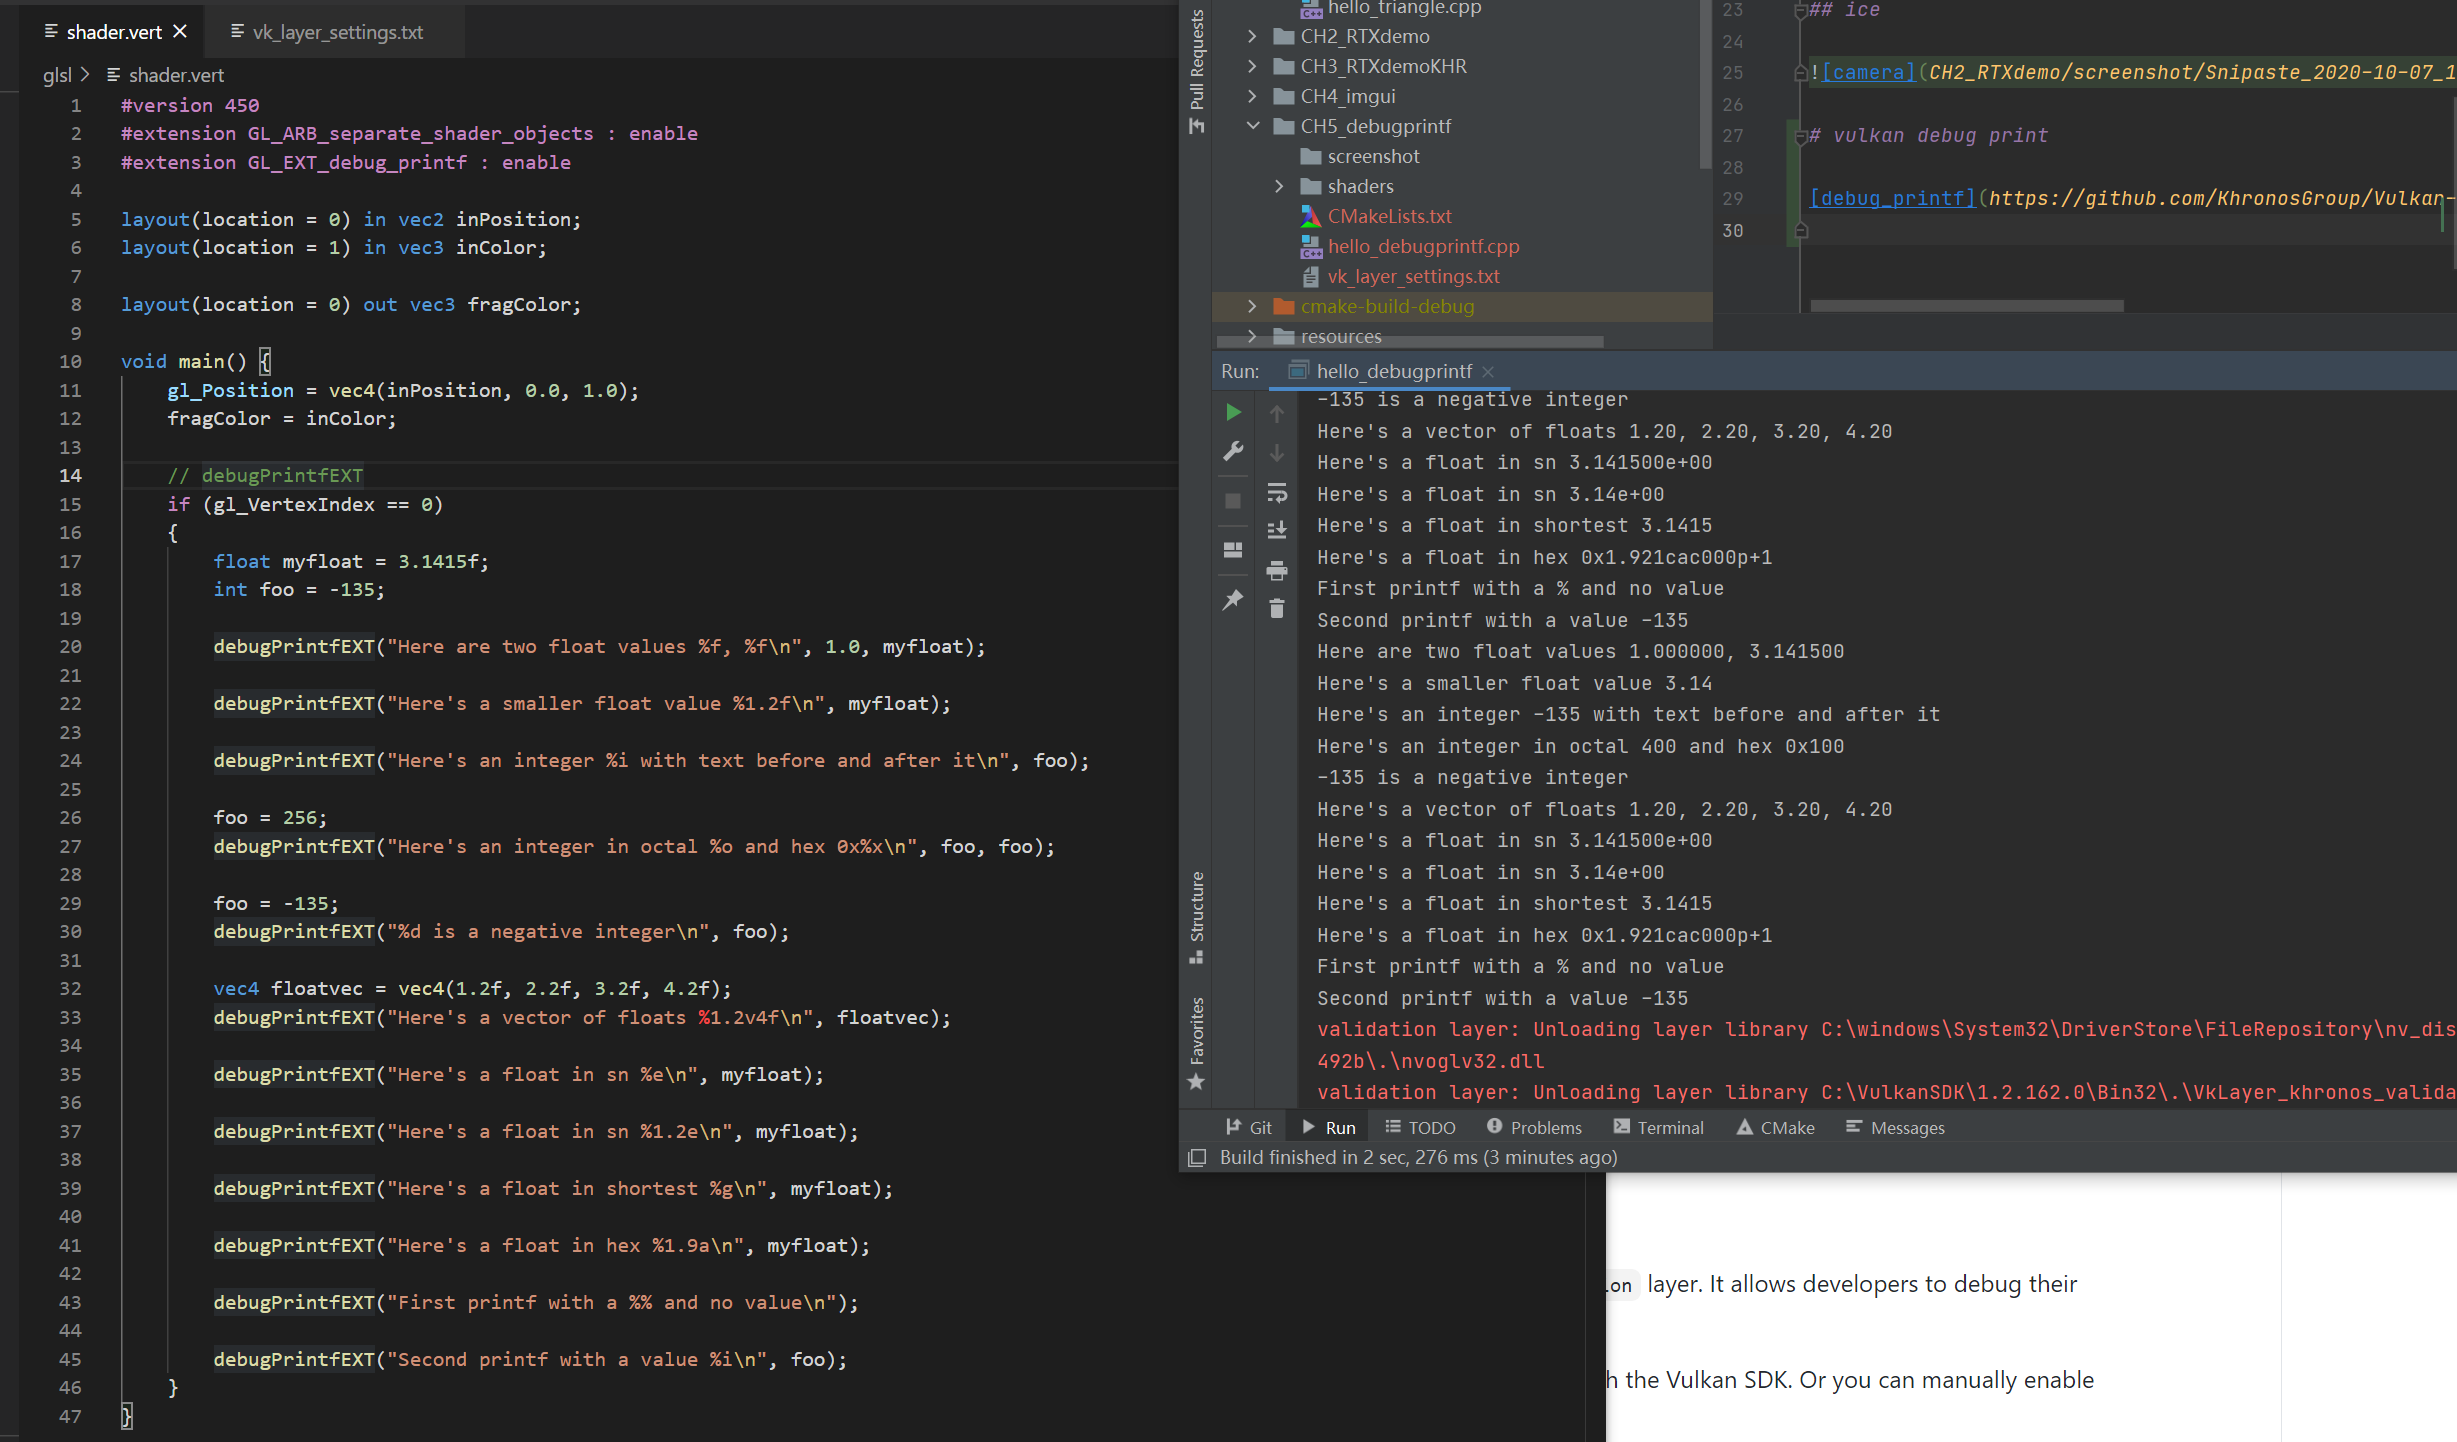 shader.vert
vk_layer_settings.txt
glsl > shader.vert
1 #version 450
2 #extension GL_ARB_separate_shader_objects : enable
3 #extension GL_EXT_debug_printf : enable
4
5 layout(location = 0) in vec2 inPosition;
6 layout(location = 1) in vec3 inColor;
7
8 layout(location = 0) out vec3 fragColor;
9
10 void main() {
11 gl_Position = vec4(inPosition, 0.0, 1.0);
12 fragColor = inColor;
13
14 // debugPrintfEXT
15 if (gl_VertexIndex == 0)
16 {
17 float myfloat = 3.1415f;
18 int foo = -135;
19
20 debugPrintfEXT("Here are two float values %f, %f\n", 1.0, myfloat);
21
22 debugPrintfEXT("Here's a smaller float value %1.2f\n", myfloat);
23
24 debugPrintfEXT("Here's an integer %i with text before and after it\n", foo);
25
26 foo = 256;
27 debugPrintfEXT("Here's an integer in octal %o and hex 0x%x\n", foo, foo);
28
29 foo = -135;
30 debugPrintfEXT("%d is a negative integer\n", foo);
31
32 vec4 floatvec = vec4(1.2f, 2.2f, 3.2f, 4.2f);
33 debugPrintfEXT("Here's a vector of floats %1.2v4f\n", floatvec);
34
35 debugPrintfEXT("Here's a float in sn %e\n", myfloat);
36
37 debugPrintfEXT("Here's a float in sn %1.2e\n", myfloat);
38
39 debugPrintfEXT("Here's a float in shortest %g\n", myfloat);
40
41 debugPrintfEXT("Here's a float in hex %1.9a\n", myfloat);
42
43 debugPrintfEXT("First printf with a %% and no value\n");
44
45 debugPrintfEXT("Second printf with a value %i\n", foo);
46 }
47 }
Pull Requests
hello_triangle.cpp
CH2_RTXdemo
CH3_RTXdemoKHR
CH4_imgui
CH5_debugprintf
screenshot
shaders
CMakeLists.txt
hello_debugprintf.cpp
vk_layer_settings.txt
cmake-build-debug
resources
23 ## ice
24
25 ![camera](CH2_RTXdemo/screenshot/Snipaste_2020-10-07_1
26
27 # vulkan debug print
28
29 [debug_printf](https://github.com/KhronosGroup/Vulkan-
30
Run: hello_debugprintf
-135 is a negative integer
Here's a vector of floats 1.20, 2.20, 3.20, 4.20
Here's a float in sn 3.141500e+00
Here's a float in sn 3.14e+00
Here's a float in shortest 3.1415
Here's a float in hex 0x1.921cac000p+1
First printf with a % and no value
Second printf with a value -135
Here are two float values 1.000000, 3.141500
Here's a smaller float value 3.14
Here's an integer -135 with text before and after it
Here's an integer in octal 400 and hex 0x100
-135 is a negative integer
Here's a vector of floats 1.20, 2.20, 3.20, 4.20
Here's a float in sn 3.141500e+00
Here's a float in sn 3.14e+00
Here's a float in shortest 3.1415
Here's a float in hex 0x1.921cac000p+1
First printf with a % and no value
Second printf with a value -135
validation layer: Unloading layer library C:\windows\System32\DriverStore\FileRepository\nv_dis
492b\.\nvoglv32.dll
validation layer: Unloading layer library C:\VulkanSDK\1.2.162.0\Bin32\.\VkLayer_khronos_valida
Structure
Favorites
Git Run TODO Problems Terminal CMake Messages
Build finished in 2 sec, 276 ms (3 minutes ago)
on layer. It allows developers to debug their
h the Vulkan SDK. Or you can manually enable